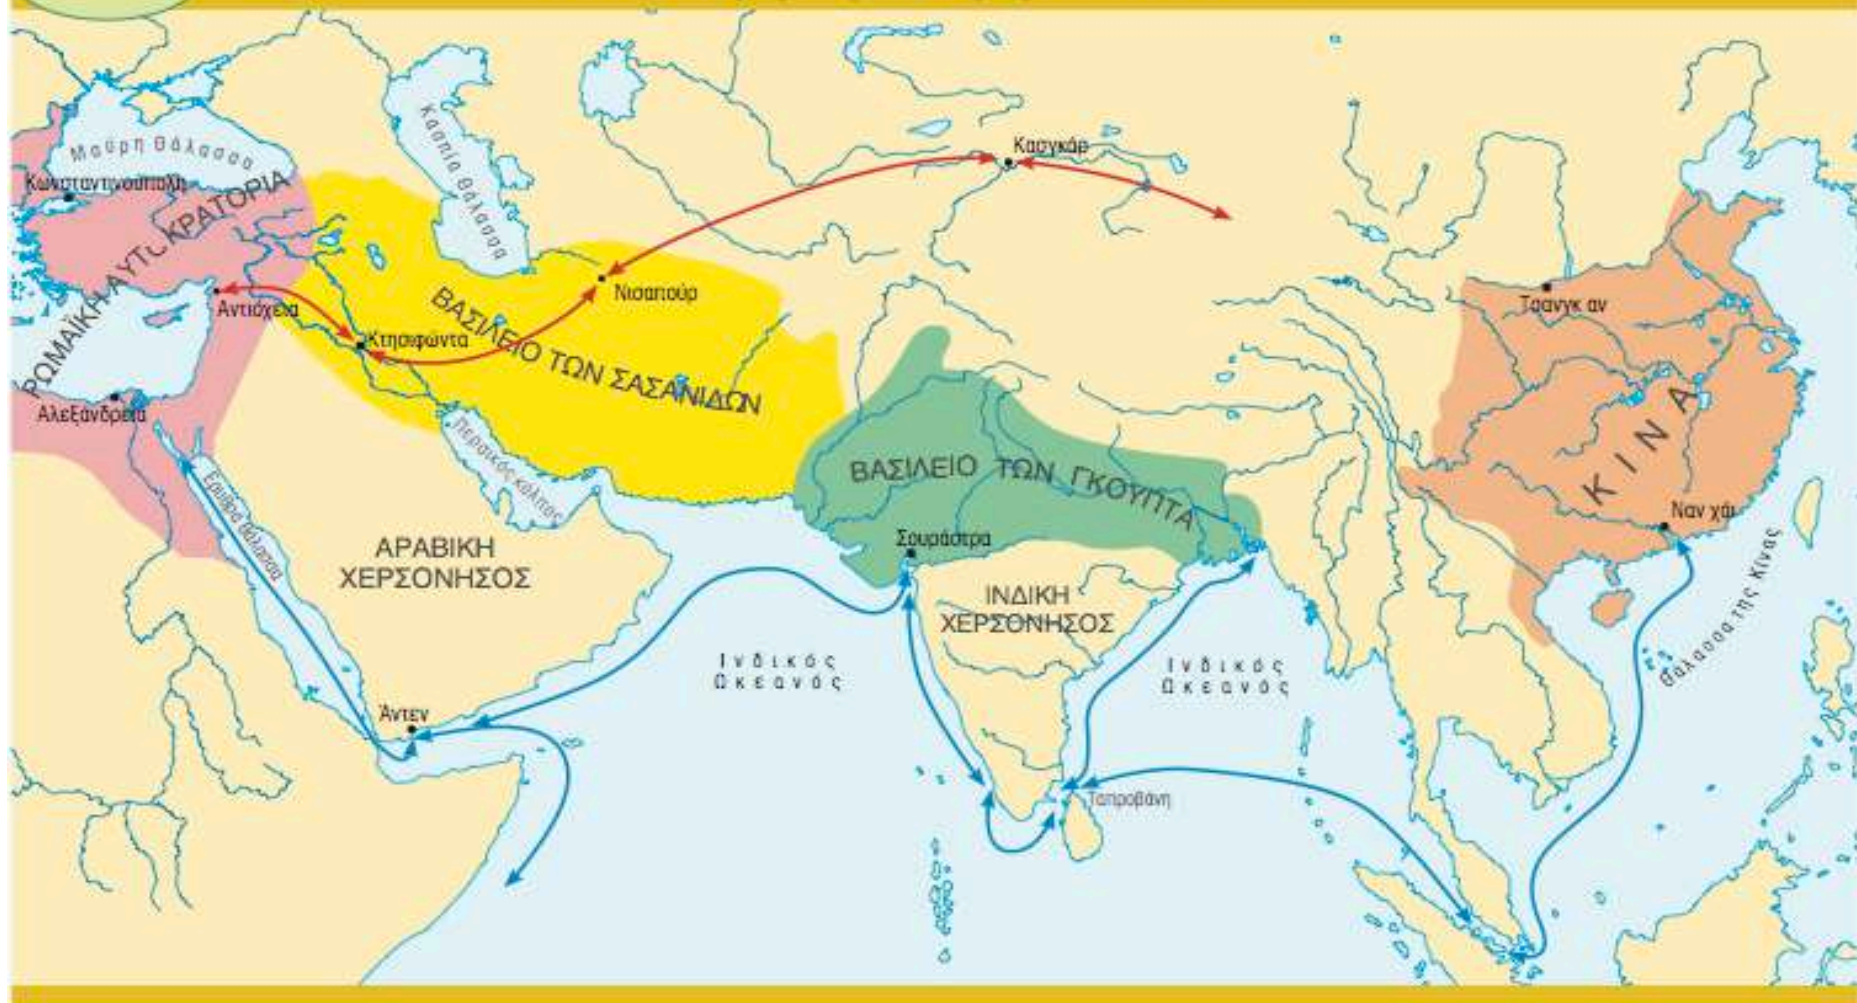 Μαύρη Θάλασσα
Κωνσταντινούπολη
ΡΩΜΑΪΚΗ ΑΥΤΟΚΡΑΤΟΡΙΑ
Κασπία Θάλασσα
Κασγκάρ
Αντιόχεια
Κτησιφώντα
Νισαπούρ
ΒΑΣΙΛΕΙΟ ΤΩΝ ΣΑΣΑΝΙΔΩΝ
Τσανγκ αν
Αλεξάνδρεια
Περσικός κόλπος
Ερυθρά θάλασσα
ΒΑΣΙΛΕΙΟ ΤΩΝ ΓΚΟΥΠΤΑ
ΚΙΝΑ
Ναν χάι
ΑΡΑΒΙΚΗ
ΧΕΡΣΟΝΗΣΟΣ
Σουράστρα
ΙΝΔΙΚΗ
ΧΕΡΣΟΝΗΣΟΣ
Θάλασσα της Κίνας
Ινδικός
Ωκεανός
Ινδικός
Ωκεανός
Άντεν
Ταπροβάνη